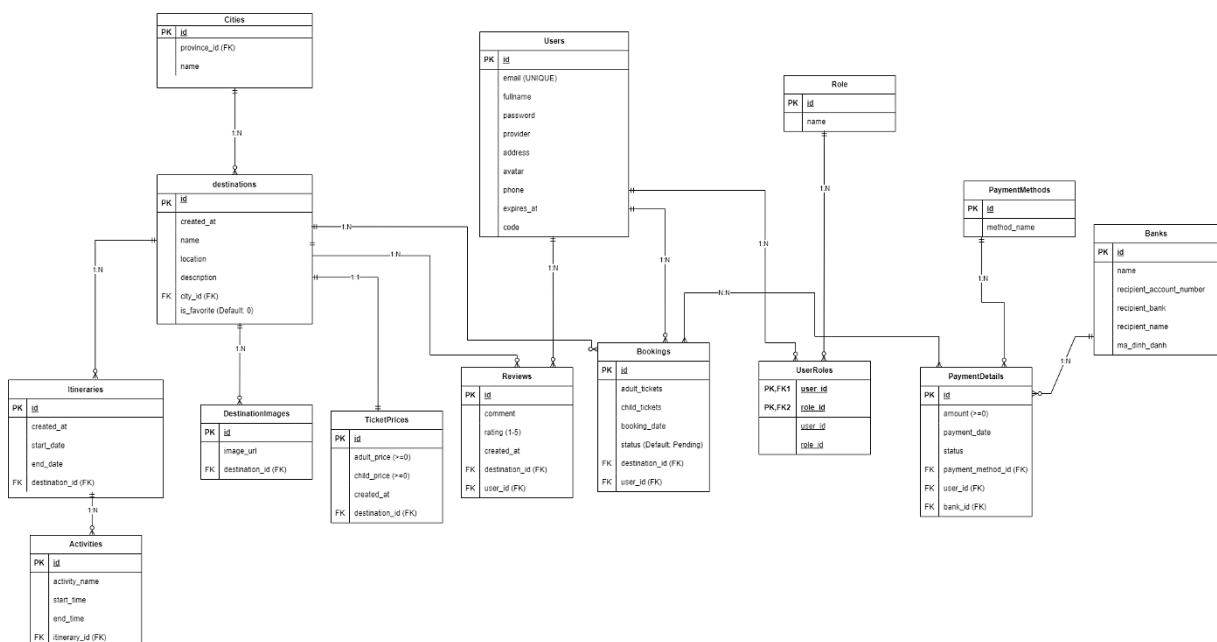 Cities
PK id
province_id (FK)
name
1:N
destinations
PK id
created_at
name
location
description
FK city_id (FK)
is_favorite (Default: 0)
1:N
1:N
1:N
1:N
1:1
Users
PK id
email (UNIQUE)
fullname
password
provider
address
avatar
phone
expires_at
code
1:N
1:N
1:N
Role
PK id
name
1:N
PaymentMethods
PK id
method_name
1:N
Banks
PK id
name
recipient_account_number
recipient_bank
recipient_name
ma_dinh_danh
1:N
N:N
Itineraries
PK id
created_at
start_date
end_date
FK destination_id (FK)
1:N
Activities
PK id
activity_name
start_time
end_time
FK itinerary_id (FK)
DestinationImages
PK id
image_url
FK destination_id (FK)
TicketPrices
PK id
adult_price (>=0)
child_price (>=0)
created_at
FK destination_id (FK)
Reviews
PK id
comment
rating (1-5)
created_at
FK destination_id (FK)
FK user_id (FK)
Bookings
PK id
adult_tickets
child_tickets
booking_date
status (Default: Pending)
FK destination_id (FK)
FK user_id (FK)
UserRoles
PK,FK1 user_id
PK,FK2 role_id
user_id
role_id
PaymentDetails
PK id
amount (>=0)
payment_date
status
FK payment_method_id (FK)
FK user_id (FK)
FK bank_id (FK)